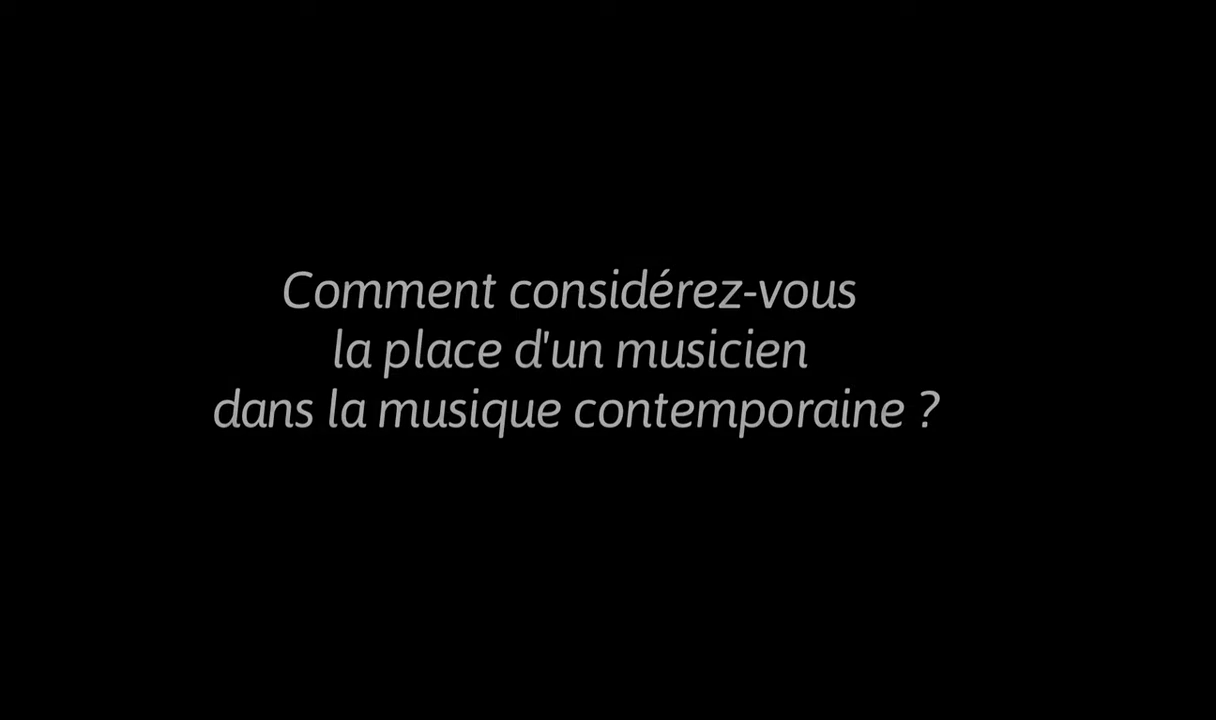 Comment considérez-vous
la place d'un musicien
dans la musique contemporaine ?